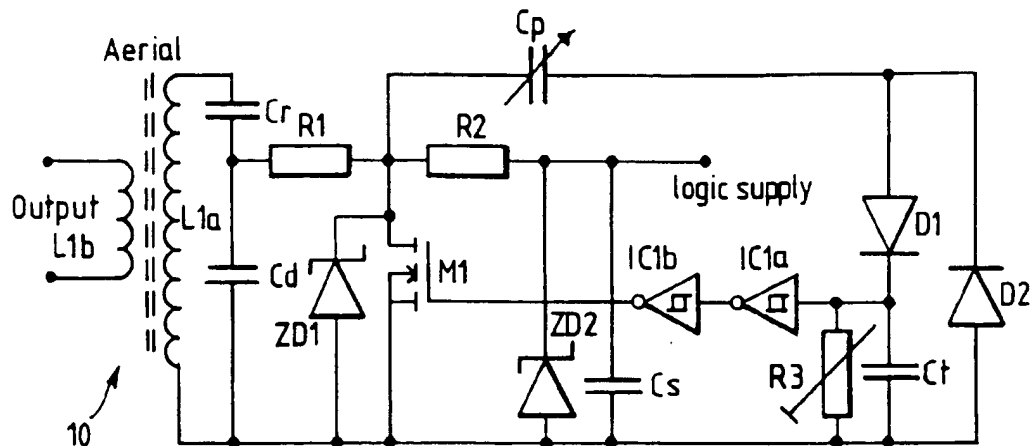 Aerial
Cp
Cr
R1
R2
logic supply
Output
L1b
L1a
Cd
ZD1
M1
IC1b
IC1a
D1
D2
ZD2
Cs
R3
Ct
10